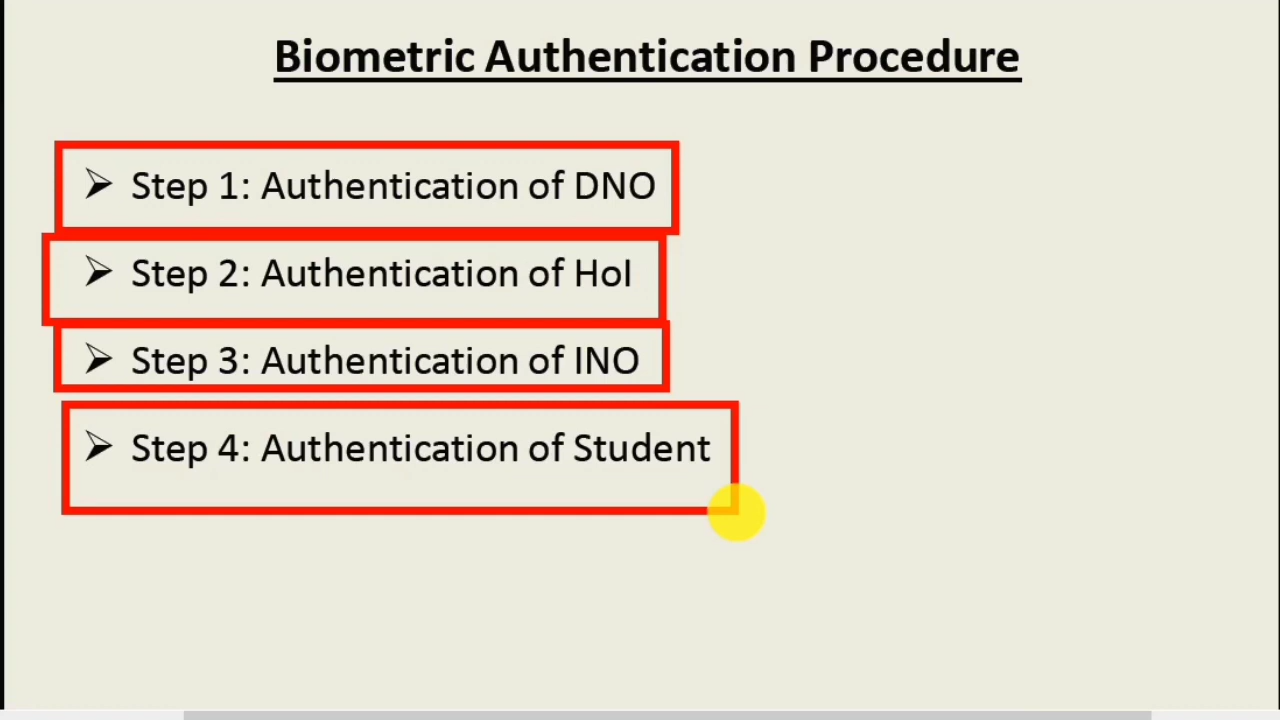 Biometric Authentication Procedure
Step 1: Authentication of DNO
Step 2: Authentication of HoI
Step 3: Authentication of INO
Step 4: Authentication of Student